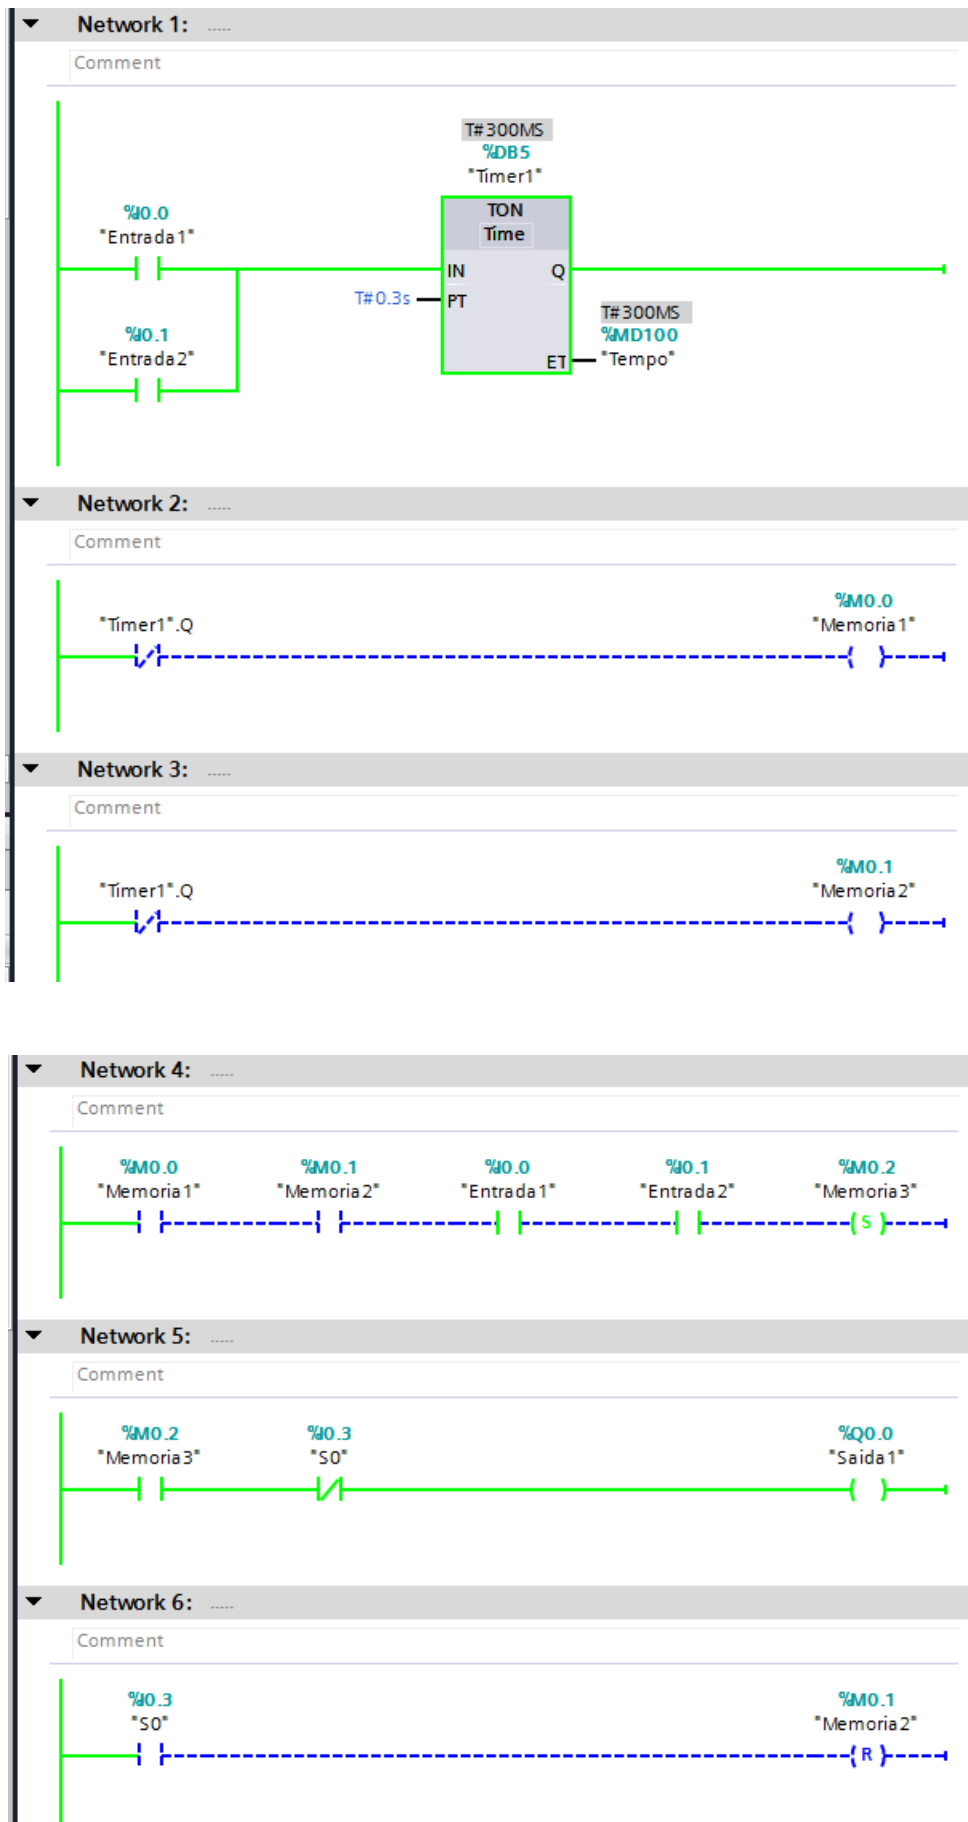 Network 1: .....
Comment
T#300MS
%DB5
"Timer1"
TON
Time
%I0.0
"Entrada1"
IN Q
T#0.3s PT
T#300MS
%MD100
ET "Tempo"
%I0.1
"Entrada2"
Network 2: .....
Comment
"Timer1".Q
%M0.0
"Memoria1"
Network 3: .....
Comment
"Timer1".Q
%M0.1
"Memoria2"
Network 4: .....
Comment
%M0.0 %M0.1 %I0.0 %I0.1 %M0.2
"Memoria1" "Memoria2" "Entrada1" "Entrada2" "Memoria3"
S
Network 5: .....
Comment
%M0.2 %I0.3 %Q0.0
"Memoria3" "S0" "Saida1"
Network 6: .....
Comment
%I0.3 %M0.1
"S0" "Memoria2"
R